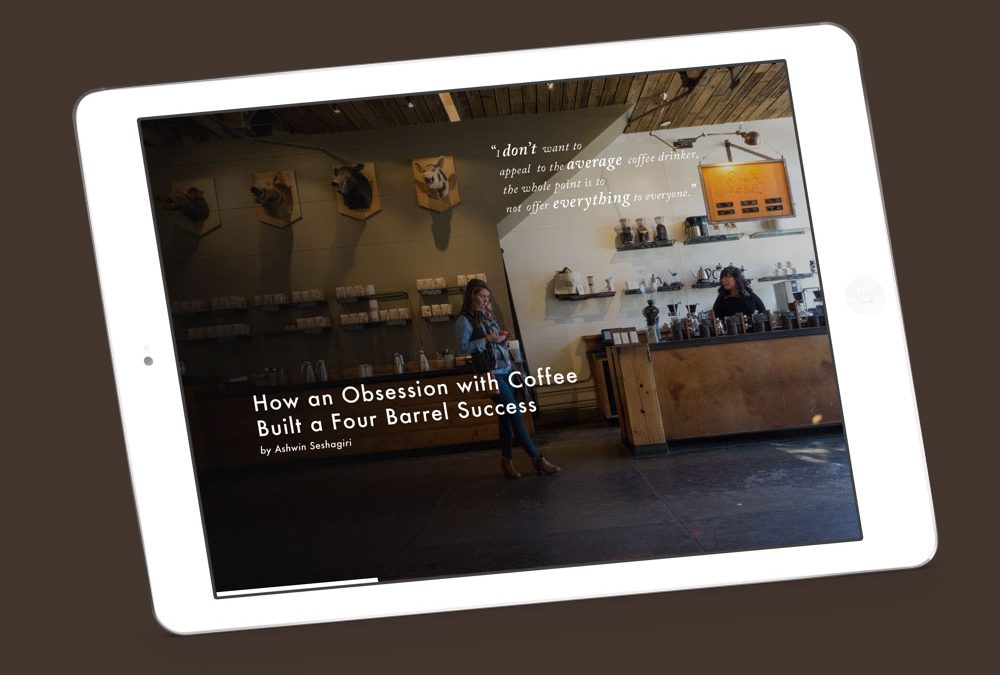 “I don’t want to
appeal to the average coffee drinker,
the whole point is to
not offer everything to everyone.”
How an Obsession with Coffee
Built a Four Barrel Success
by Ashwin Seshagiri